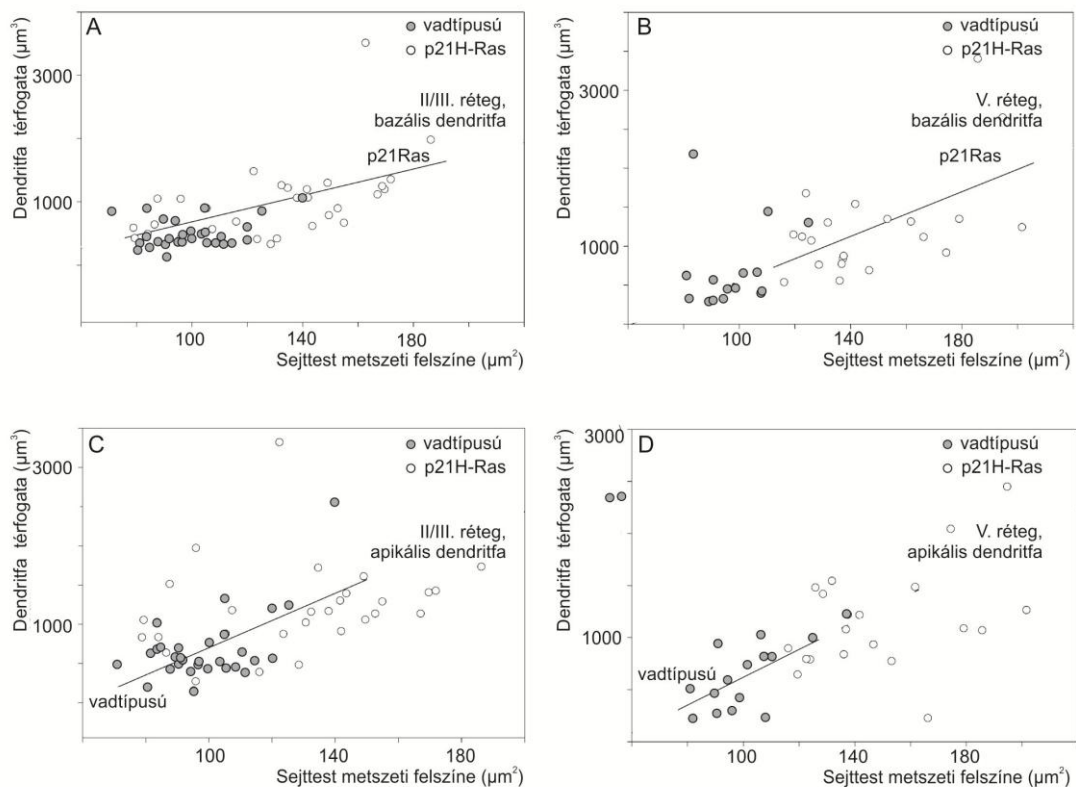 A
vadtípusú
p21H-Ras
Dendritfa térfogata (µm³)
3000
1000
II/III. réteg,
bazális dendritfa
p21Ras
100 140 180
Sejttest metszeti felszíne (µm²)
B
vadtípusú
p21H-Ras
Dendritfa térfogata (µm³)
3000
1000
V. réteg,
bazális dendritfa
p21Ras
100 140 180
Sejttest metszeti felszíne (µm²)
C
vadtípusú
p21H-Ras
Dendritfa térfogata (µm³)
3000
1000
II/III. réteg,
apikális dendritfa
vadtípusú
100 140 180
Sejttest metszeti felszíne (µm²)
D
vadtípusú
p21H-Ras
Dendritfa térfogata (µm³)
3000
1000
V. réteg,
apikális dendritfa
vadtípusú
100 140 180
Sejttest metszeti felszíne (µm²)